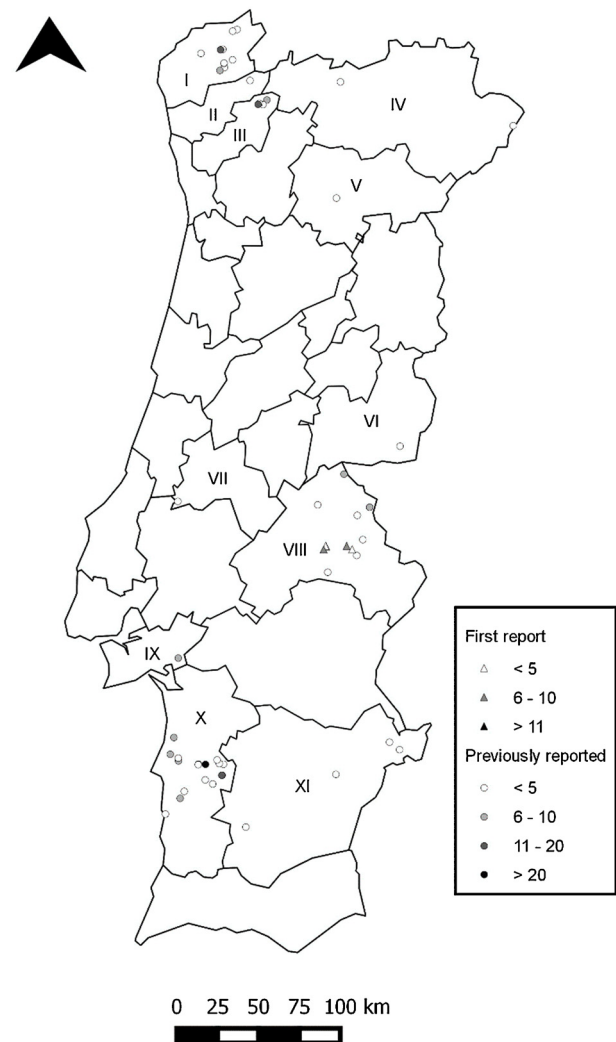 I
II
III
IV
V
VI
VII
VIII
IX
X
XI
First report
< 5
6 - 10
> 11
Previously reported
< 5
6 - 10
11 - 20
> 20
0 25 50 75 100 km